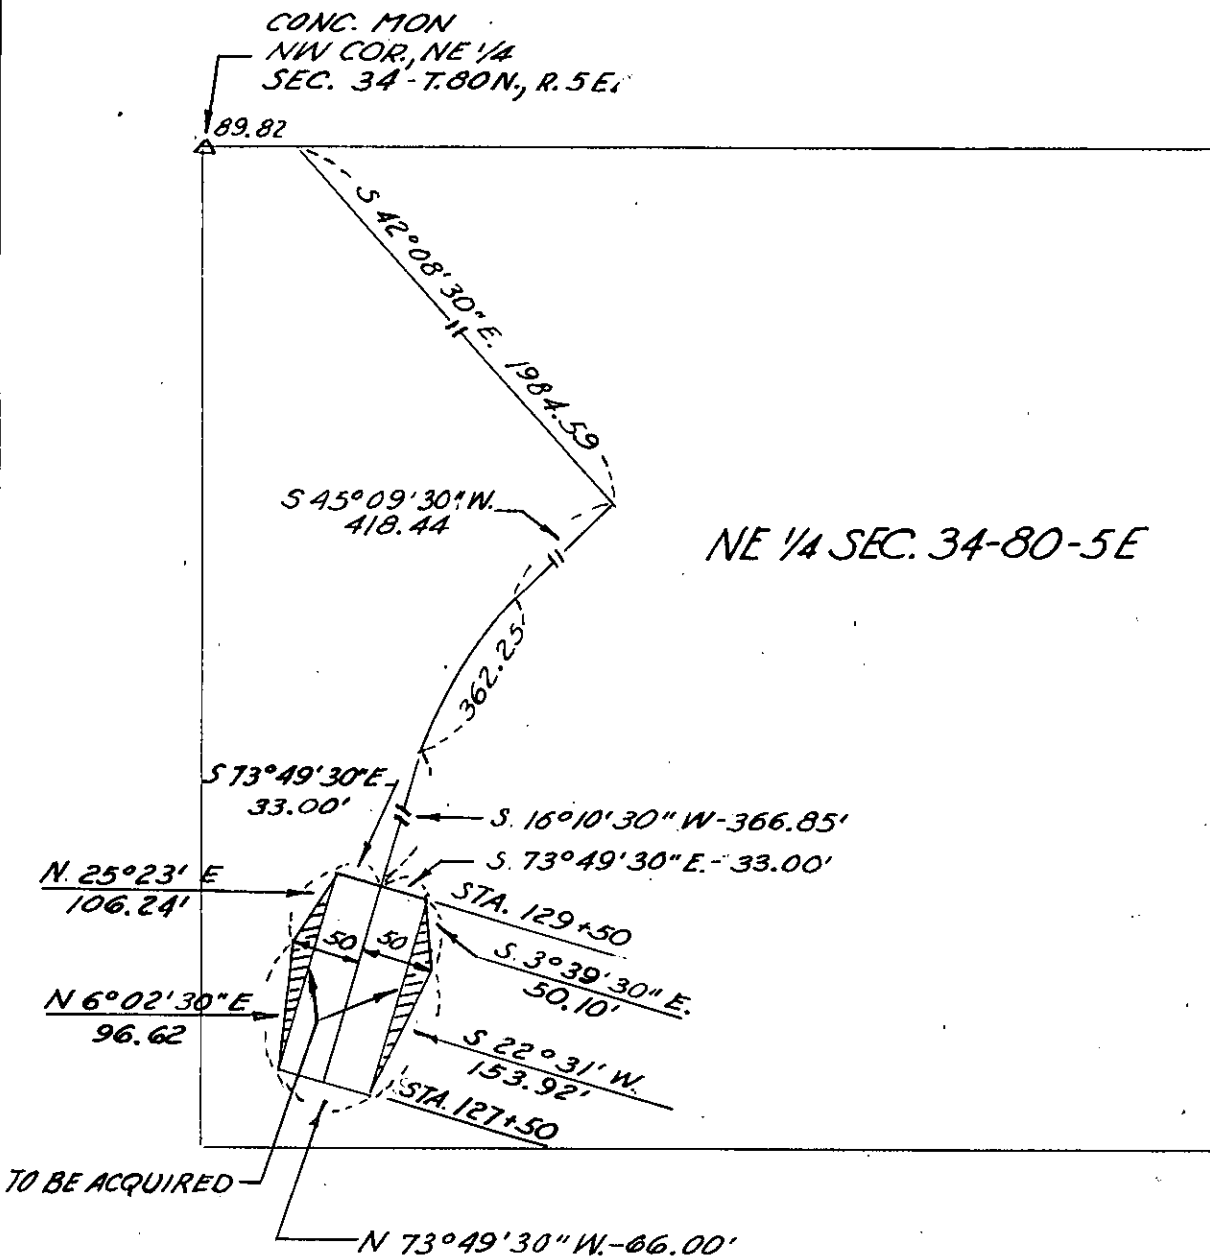 CONC. MON
NW COR., NE 1/4
SEC. 34 - T.80N., R. 5E.
89.82
S 42°08'30" E. 1984.59
S 45°09'30" W.
418.44
NE 1/4 SEC. 34-80-5E
362.25'
S 73°49'30" E
33.00'
S. 16°10'30" W-366.85'
S. 73°49'30" E.- 33.00'
N. 25°23' E
106.24'
STA. 129+50
50 50
S. 3°39'30" E.
50.10'
N 6°02'30" E
96.62
S 22°31' W.
153.92'
STA. 127+50
TO BE ACQUIRED
N 73°49'30" W.-66.00'